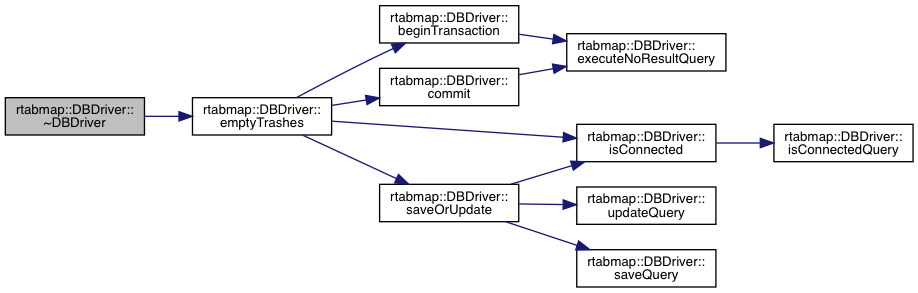 rtabmap::DBDriver::
~DBDriver
rtabmap::DBDriver::
emptyTrashes
rtabmap::DBDriver::
beginTransaction
rtabmap::DBDriver::
commit
rtabmap::DBDriver::
saveOrUpdate
rtabmap::DBDriver::
executeNoResultQuery
rtabmap::DBDriver::
isConnected
rtabmap::DBDriver::
updateQuery
rtabmap::DBDriver::
saveQuery
rtabmap::DBDriver::
isConnectedQuery